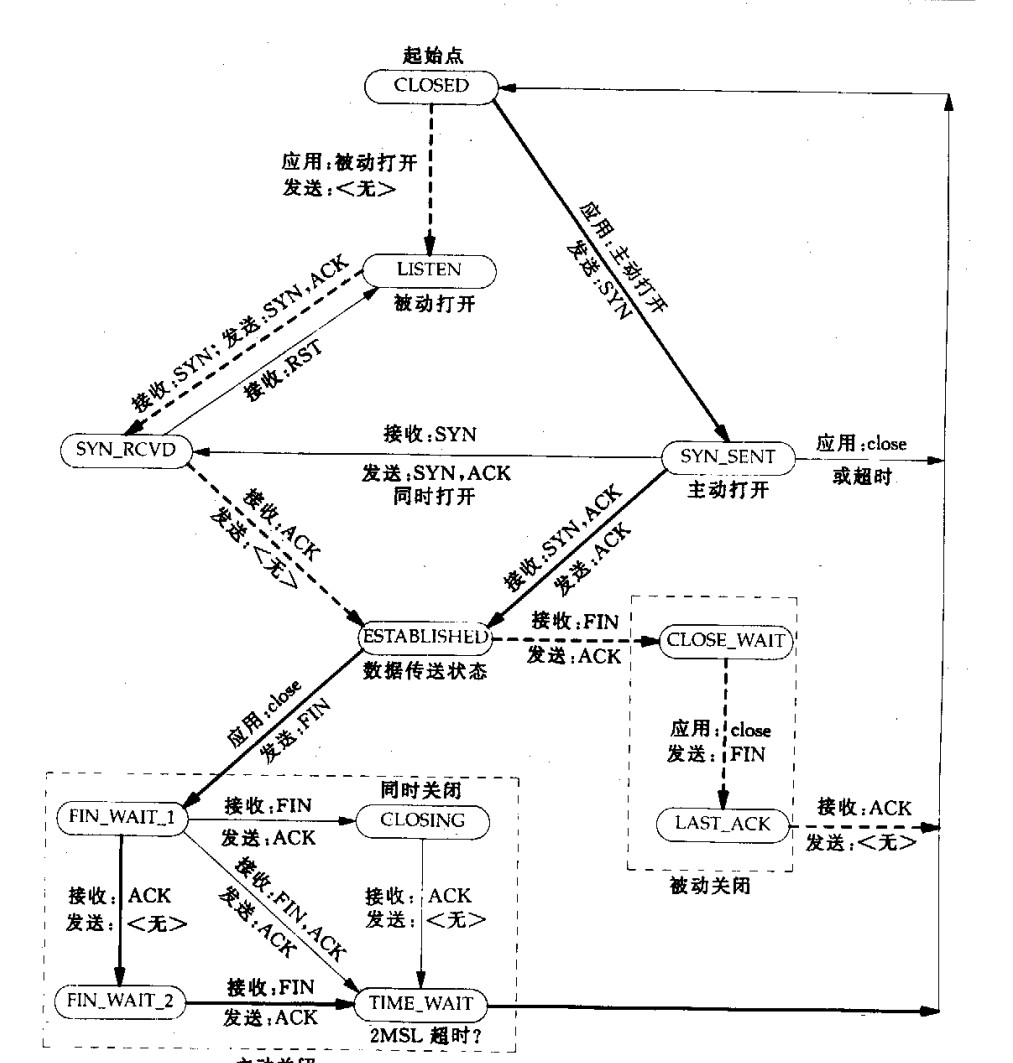 起始点
CLOSED
应用:被动打开
发送:<无>
应用:主动打开
发送:SYN
LISTEN
被动打开
接收:SYN; 发送:SYN,ACK
接收:RST
SYN_RCVD
接收:SYN
发送:SYN,ACK
同时打开
SYN_SENT
主动打开
应用:close
或超时
接收:ACK
发送:<无>
接收:SYN,ACK
发送:ACK
ESTABLISHED
数据传送状态
接收:FIN
发送:ACK
CLOSE_WAIT
应用:close
发送:FIN
应用: close
发送: FIN
同时关闭
FIN_WAIT_1
接收:FIN
发送:ACK
CLOSING
LAST_ACK
接收:ACK
发送:<无>
被动关闭
接收: ACK
发送: <无>
接收:FIN,ACK
发送:ACK
接收: ACK
发送: <无>
FIN_WAIT_2
接收:FIN
发送:ACK
TIME_WAIT
2MSL 超时?
主动关闭